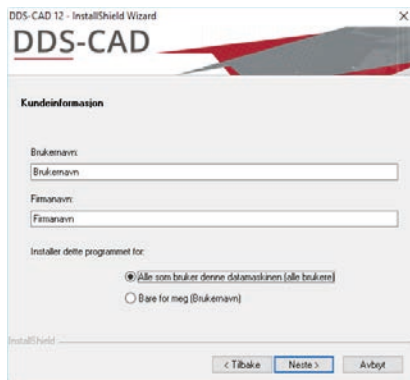 DDS-CAD 12 - InstallShield Wizard
DDS-CAD
Kundeinformasjon
Brukernavn:
Brukernavn
Firmanavn:
Firmanavn
Installer dette programmet for:
Alle som bruker denne datamaskinen (alle brukere)
Bare for meg (Brukernavn)
InstallShield
< Tilbake Neste > Avbryt